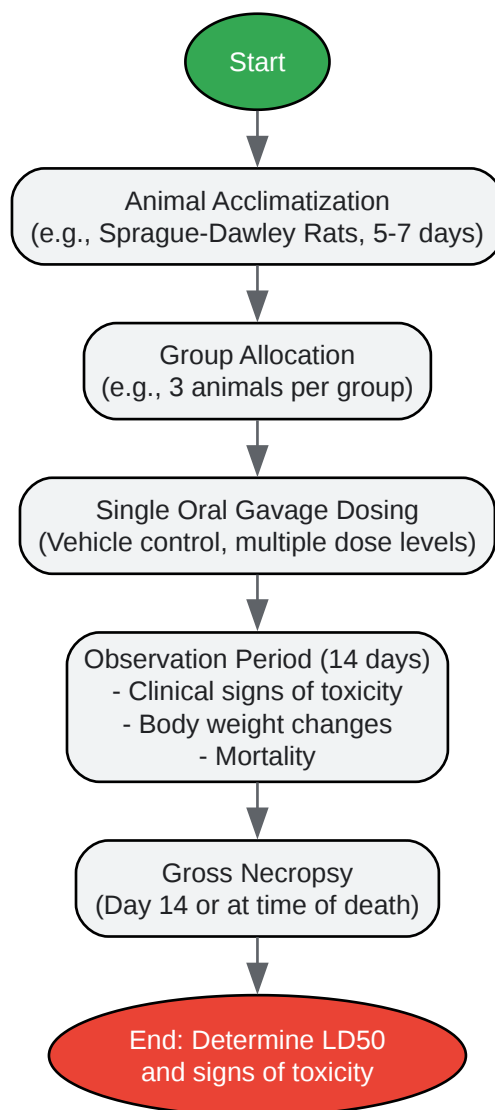 Start
Animal Acclimatization
(e.g., Sprague-Dawley Rats, 5-7 days)
Group Allocation
(e.g., 3 animals per group)
Single Oral Gavage Dosing
(Vehicle control, multiple dose levels)
Observation Period (14 days)
- Clinical signs of toxicity
- Body weight changes
- Mortality
Gross Necropsy
(Day 14 or at time of death)
End: Determine LD50
and signs of toxicity